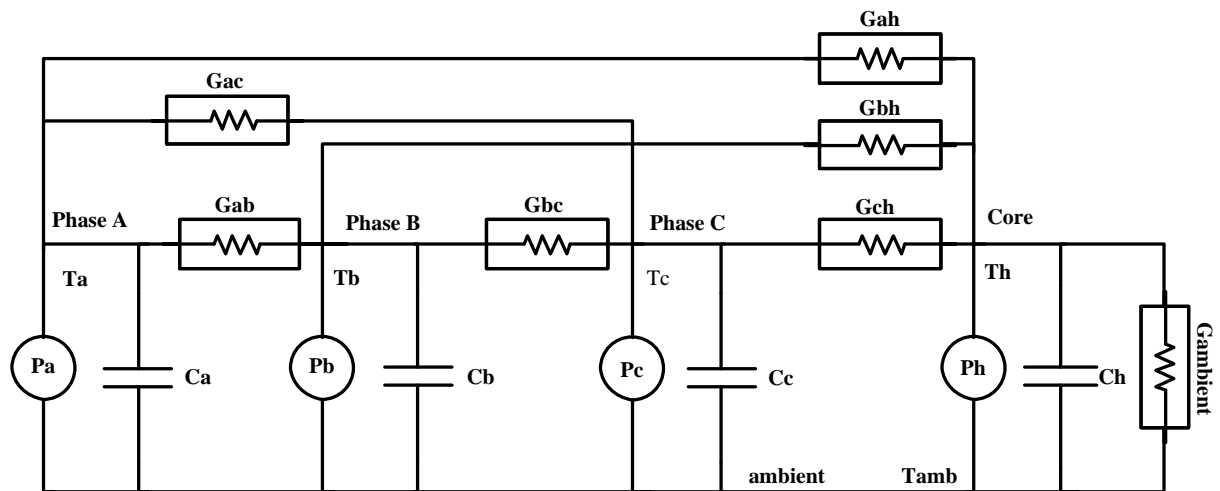 Gah
Gac
Gbh
Phase A
Gab
Phase B
Gbc
Phase C
Gch
Core
Ta
Tb
Tc
Th
Pa
Ca
Pb
Cb
Pc
Cc
Ph
Ch
Gambient
ambient
Tamb